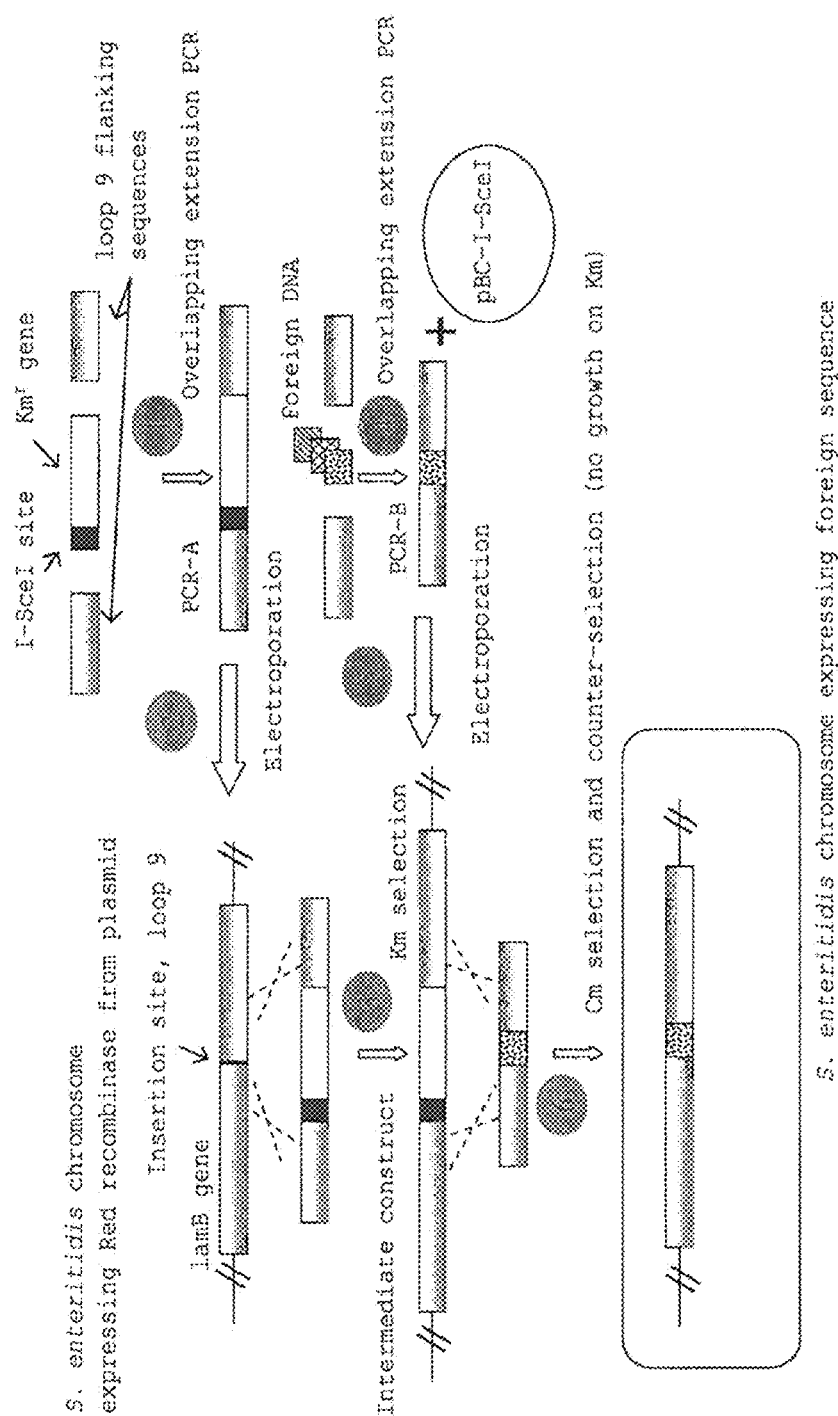 S. enteritidis chromosome
expressing Red recombinase from plasmid
Insertion site, loop 9
lamB gene
I-SceI site
Kmr gene
loop 9 flanking
sequences
Overlapping extension PCR
PCR-A
Electroporation
foreign DNA
Overlapping extension PCR
PCR-B
+
pBC-I-SceI
Electroporation
Km selection
Intermediate construct
Cm selection and counter-selection (no growth on Km)
S. enteritidis chromosome expressing foreign sequence